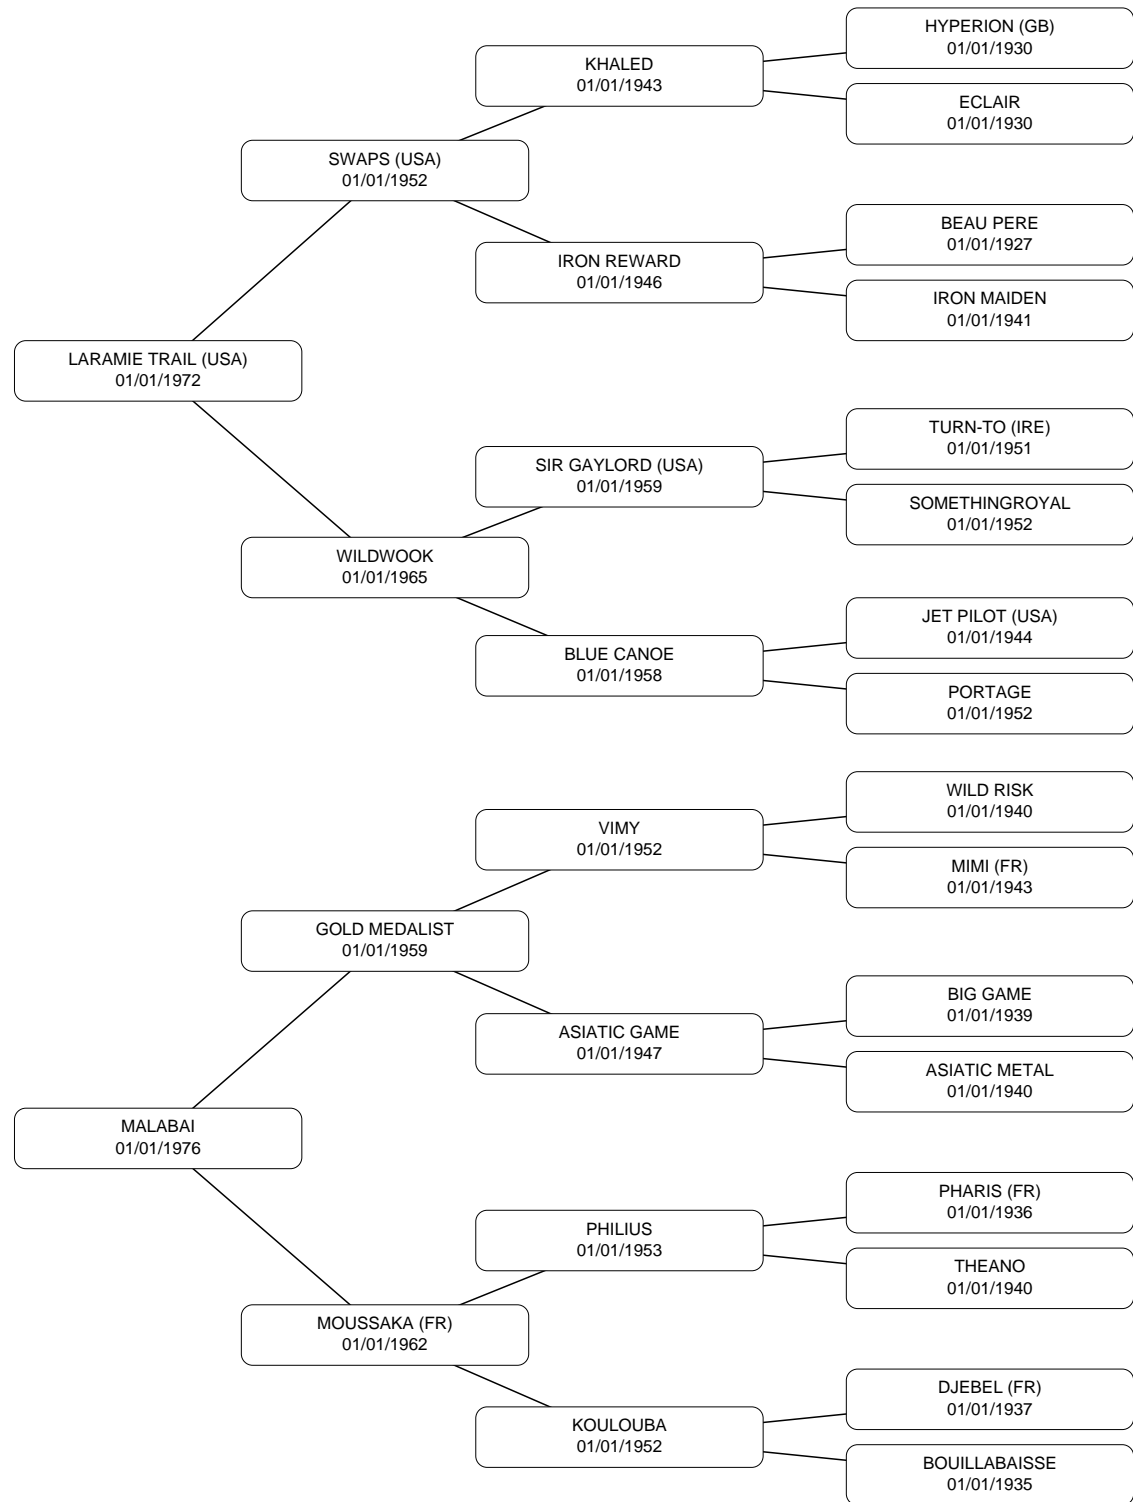 HYPERION (GB)
01/01/1930
KHALED
01/01/1943
ECLAIR
01/01/1930
SWAPS (USA)
01/01/1952
BEAU PERE
01/01/1927
IRON REWARD
01/01/1946
IRON MAIDEN
01/01/1941
LARAMIE TRAIL (USA)
01/01/1972
TURN-TO (IRE)
01/01/1951
SIR GAYLORD (USA)
01/01/1959
SOMETHINGROYAL
01/01/1952
WILDWOOK
01/01/1965
JET PILOT (USA)
01/01/1944
BLUE CANOE
01/01/1958
PORTAGE
01/01/1952
WILD RISK
01/01/1940
VIMY
01/01/1952
MIMI (FR)
01/01/1943
GOLD MEDALIST
01/01/1959
BIG GAME
01/01/1939
ASIATIC GAME
01/01/1947
ASIATIC METAL
01/01/1940
MALABAI
01/01/1976
PHARIS (FR)
01/01/1936
PHILIUS
01/01/1953
THEANO
01/01/1940
MOUSSAKA (FR)
01/01/1962
DJEBEL (FR)
01/01/1937
KOULOUBA
01/01/1952
BOUILLABAISSE
01/01/1935